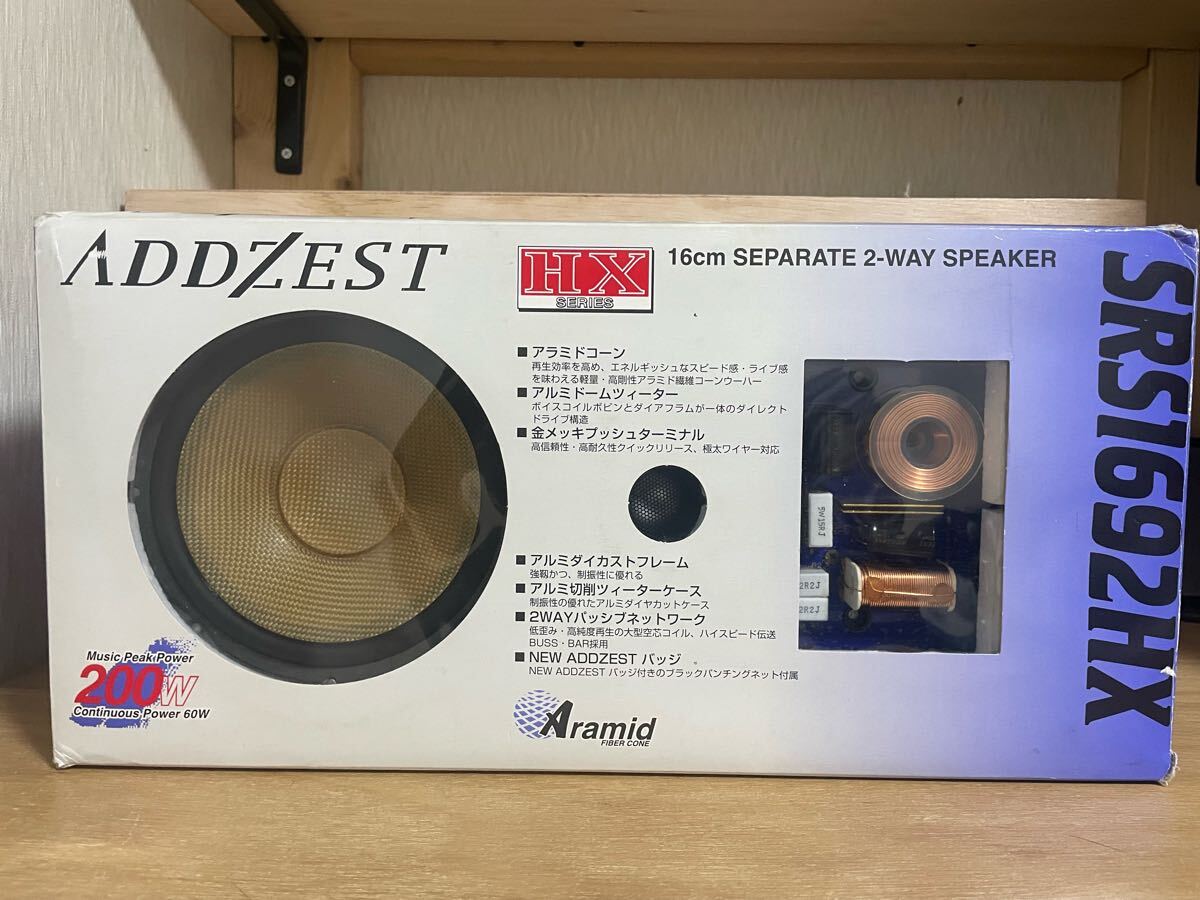 ADDZEST
HX
SERIES
16cm SEPARATE 2-WAY SPEAKER
SRS1692HX
■ アラミドコーン
再生効率を高め、エネルギッシュなスピード感・ライブ感
を味わえる軽量・高剛性アラミド繊維コーンウーハー
■ アルミドームツィーター
ボイスコイルボビンとダイアフラムが一体のダイレクト
ドライブ構造
■ 金メッキプッシュターミナル
高信頼性・高耐久性クイックリリース、極太ワイヤー対応
■ アルミダイカストフレーム
強靱かつ、制振性に優れる
■ アルミ切削ツィーターケース
制振性の優れたアルミダイヤカットケース
■ 2WAYパッシブネットワーク
低歪み・高純度再生の大型空芯コイル、ハイスピード伝送
BUSS・BAR採用
■ NEW ADDZEST バッジ
NEW ADDZEST バッジ付きのブラックパンチングネット付属
5W15RJ
2R2J
2R2J
Music Peak Power
200W
Continuous Power 60W
Aramid
FIBER CONE